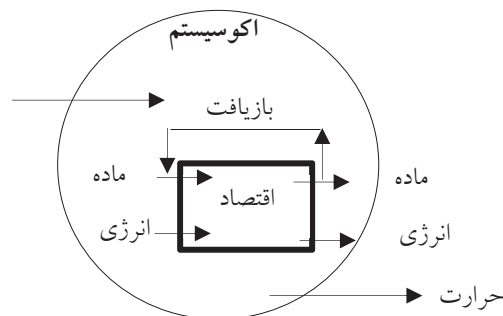 اکوسیستم
بازیافت
ماده
ماده
اقتصاد
انرژی
انرژی
حرارت